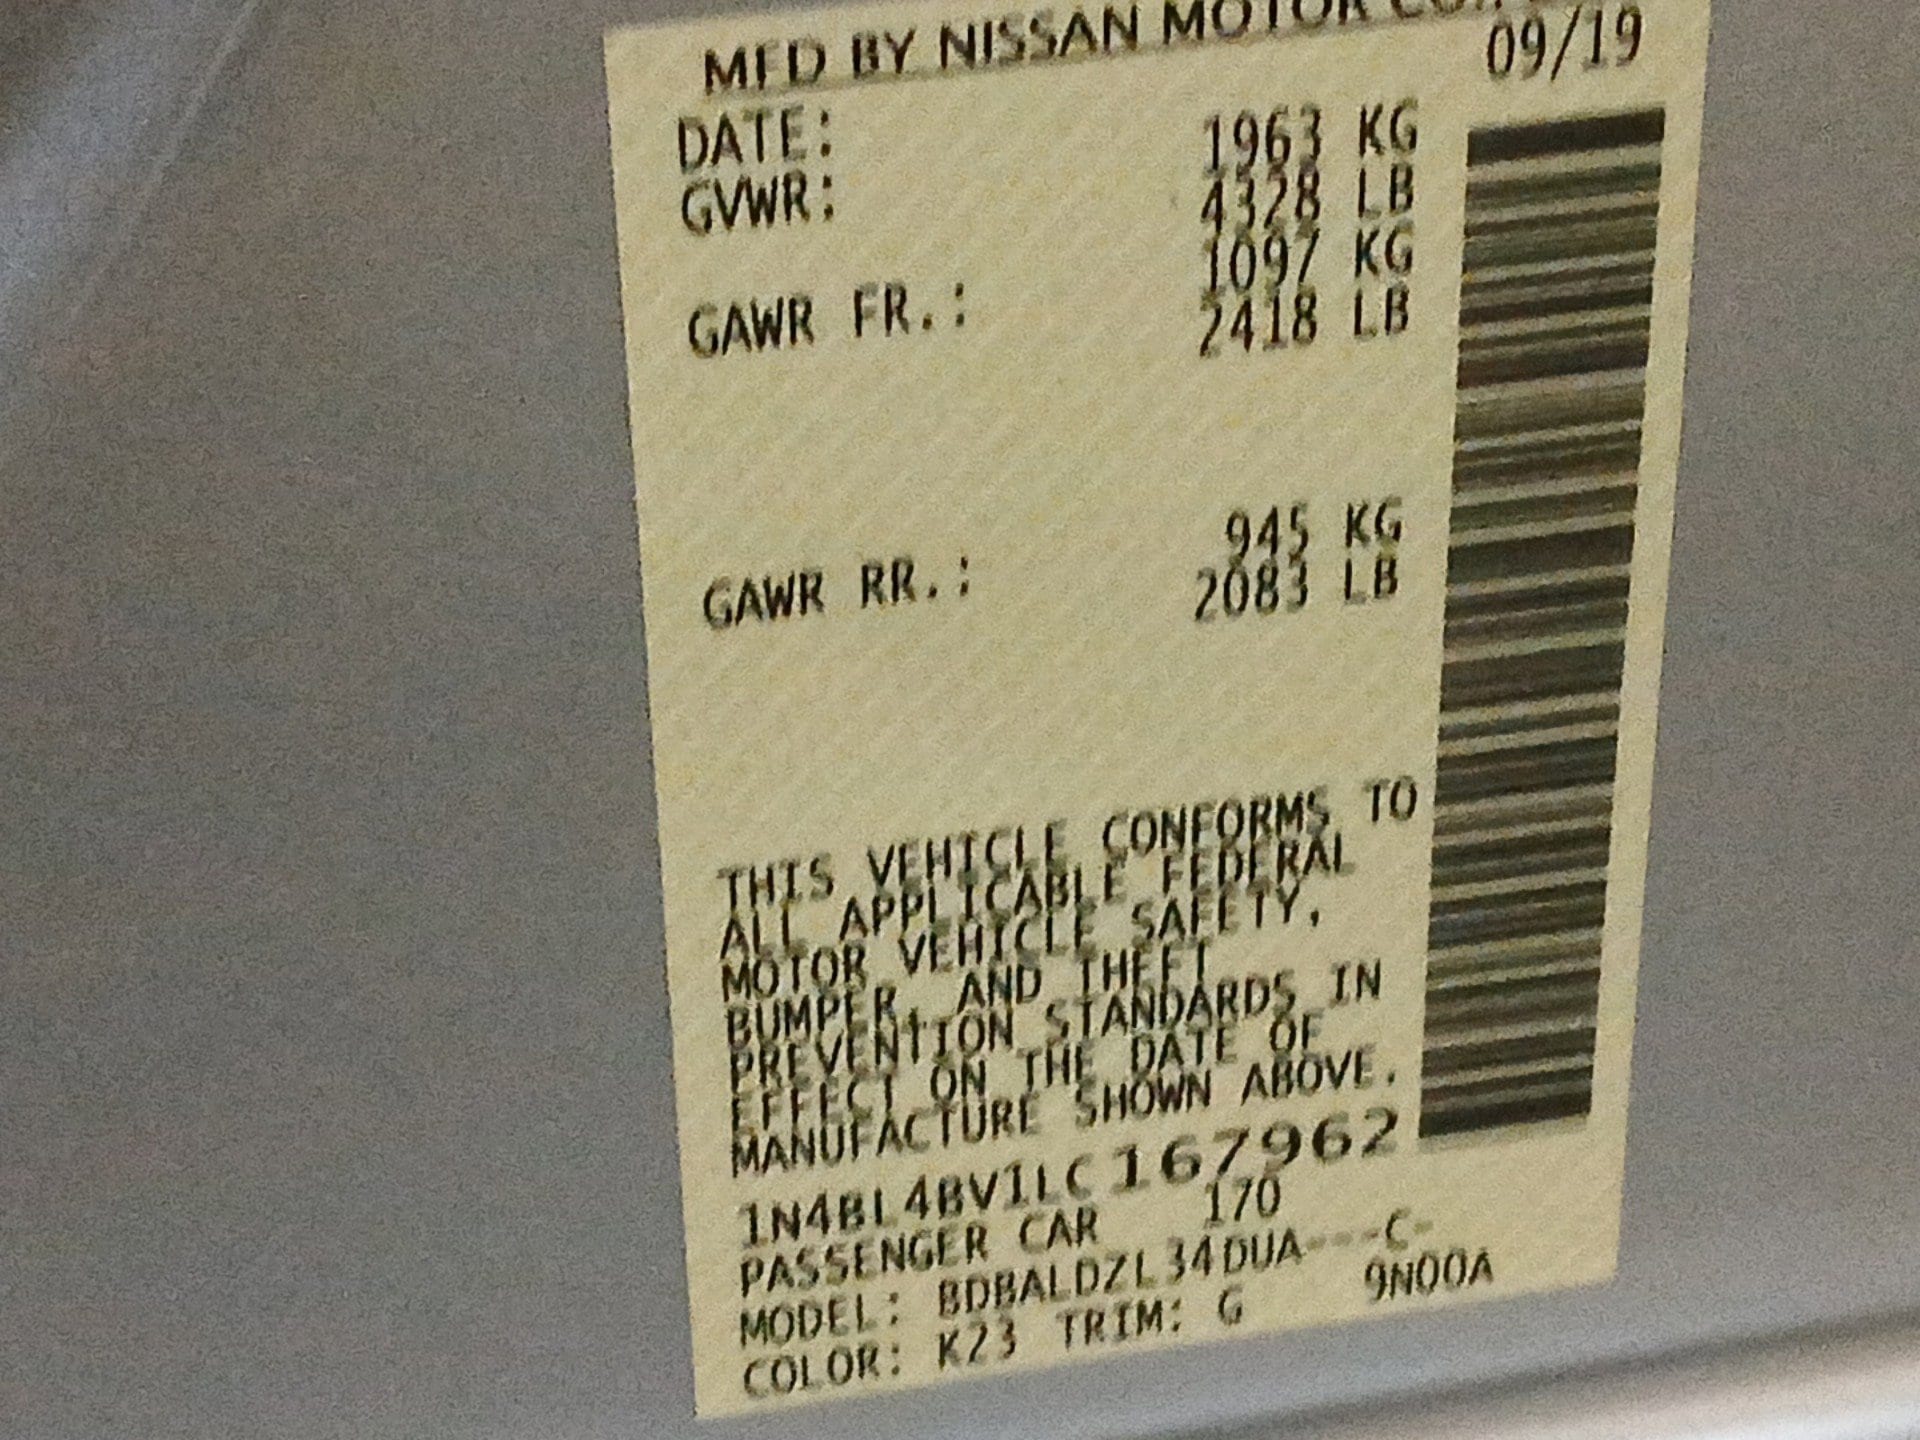 MFD BY NISSAN MOTOR CO.
DATE: 09/19
GVWR: 1963 KG
4328 LB
GAWR FR.: 1097 KG
2418 LB
GAWR RR.: 945 KG
2083 LB
THIS VEHICLE CONFORMS TO
ALL APPLICABLE FEDERAL
MOTOR VEHICLE SAFETY,
BUMPER, AND THEFT
PREVENTION STANDARDS IN
EFFECT ON THE DATE OF
MANUFACTURE SHOWN ABOVE.
1N4BL4BV1LC167962
PASSENGER CAR 170
MODEL: BDBALDZL34DUA---C-
COLOR: K23 TRIM: G 9N00A